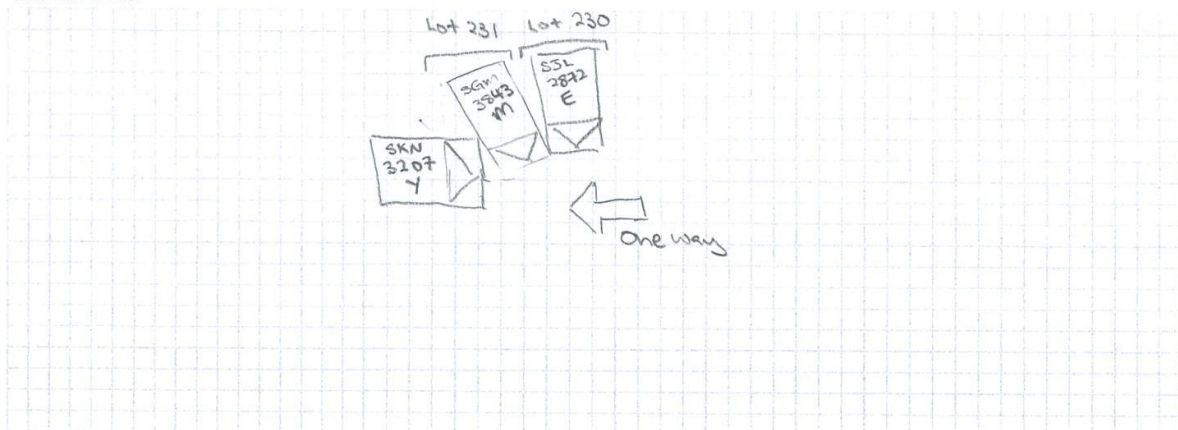 Lot 231 Lot 230
SGM
3843
M
SJL
2872
E
SKN
3207
Y
One way